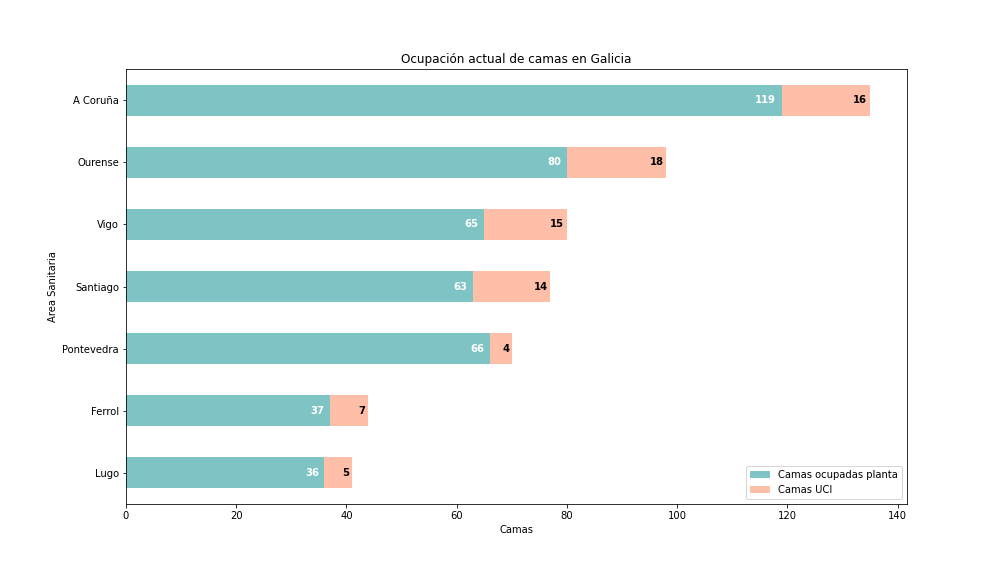 Ocupación actual de camas en Galicia
A Coruña 119 16
Ourense 80 18
Vigo 65 15
Santiago 63 14
Pontevedra 66 4
Ferrol 37 7
Lugo 36 5
Area Sanitaria
Camas ocupadas planta
Camas UCI
0 20 40 60 80 100 120 140
Camas